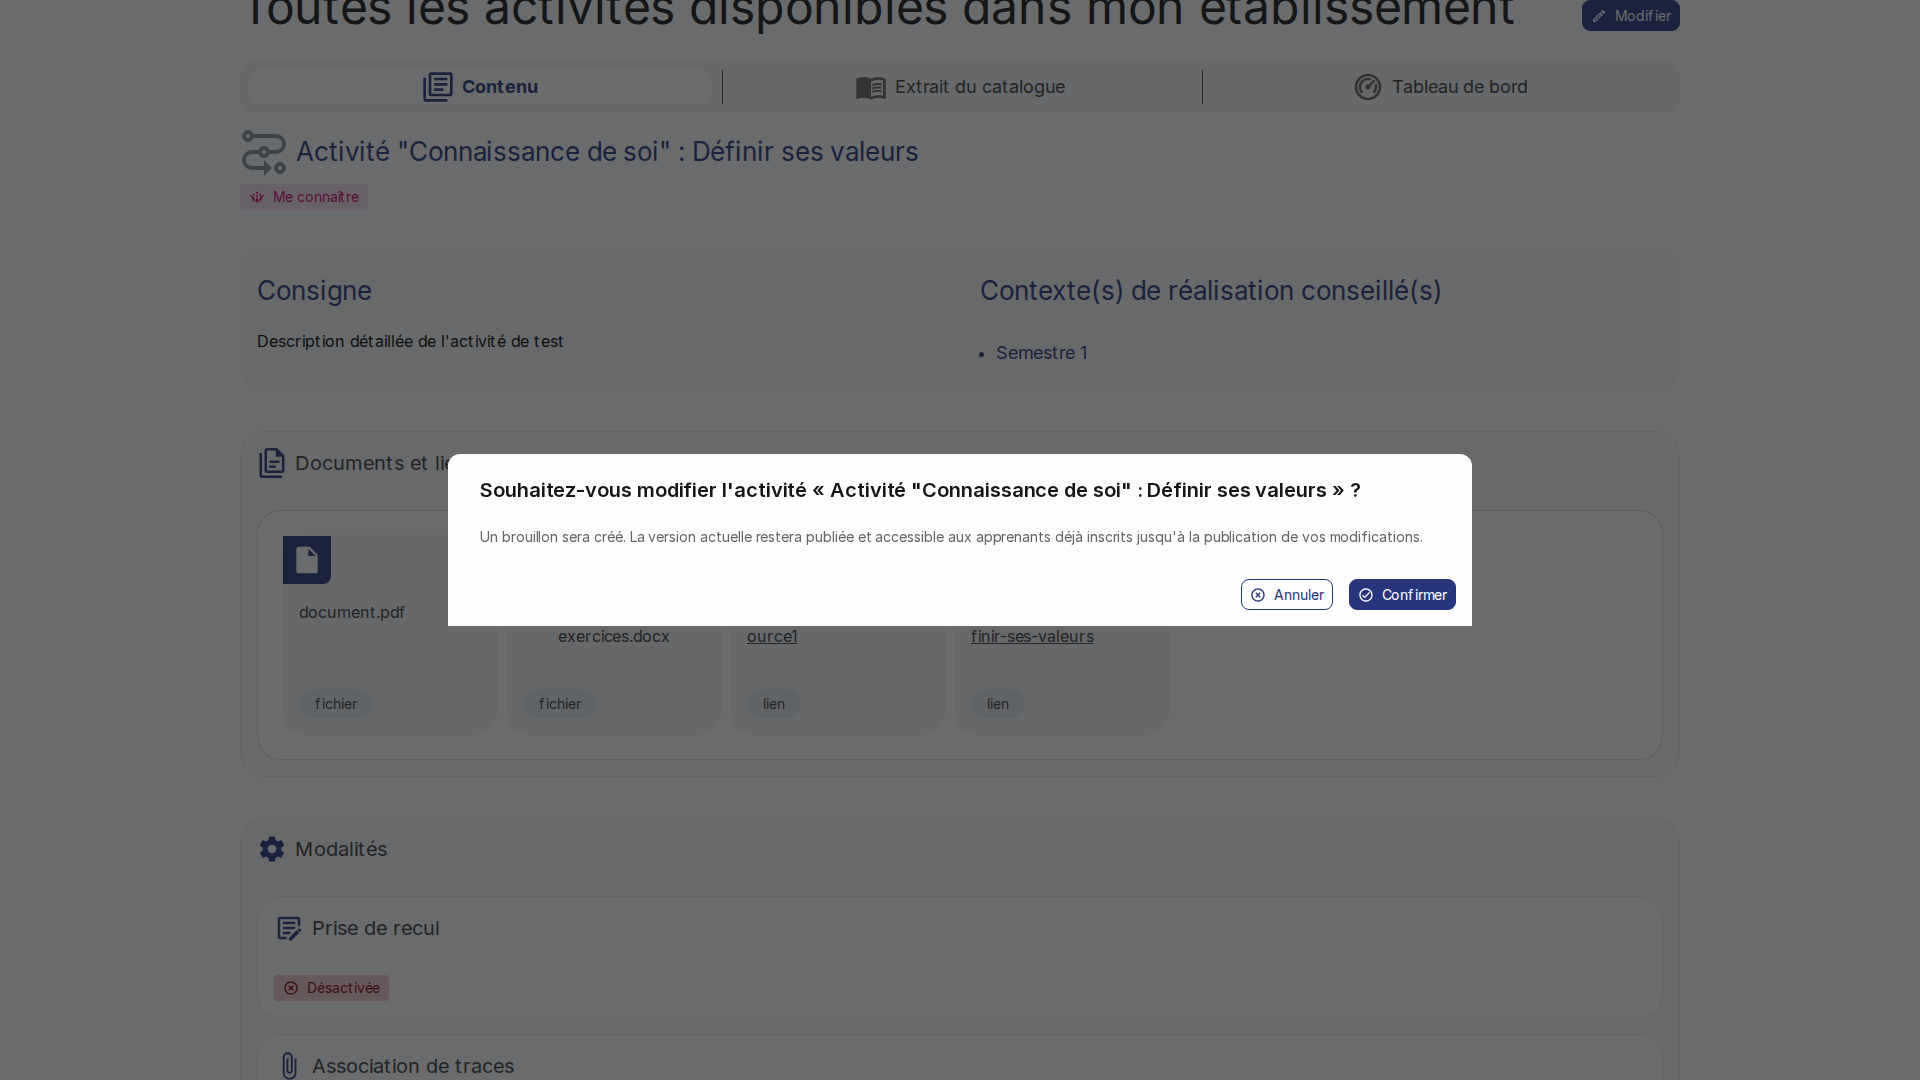 Toutes les activités disponibles dans mon établissement
Modifier
Contenu
Extrait du catalogue
Tableau de bord
Activité "Connaissance de soi" : Définir ses valeurs
Me connaître
Consigne
Contexte(s) de réalisation conseillé(s)
Description détaillée de l'activité de test
Semestre 1
Documents et lie
Souhaitez-vous modifier l'activité « Activité "Connaissance de soi" : Définir ses valeurs » ?
Un brouillon sera créé. La version actuelle restera publiée et accessible aux apprenants déjà inscrits jusqu'à la publication de vos modifications.
Annuler
Confirmer
document.pdf
exercices.docx
ource1
finir-ses-valeurs
fichier
fichier
lien
lien
Modalités
Prise de recul
Désactivée
Association de traces